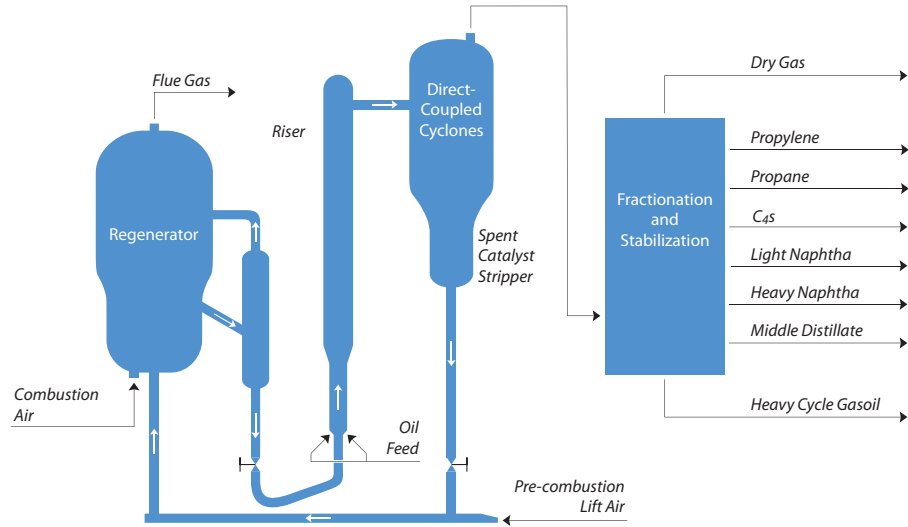 Flue Gas
Regenerator
Combustion
Air
Riser
Oil
Feed
Direct-
Coupled
Cyclones
Spent
Catalyst
Stripper
Pre-combustion
Lift Air
Fractionation
and
Stabilization
Dry Gas
Propylene
Propane
C₄s
Light Naphtha
Heavy Naphtha
Middle Distillate
Heavy Cycle Gasoil